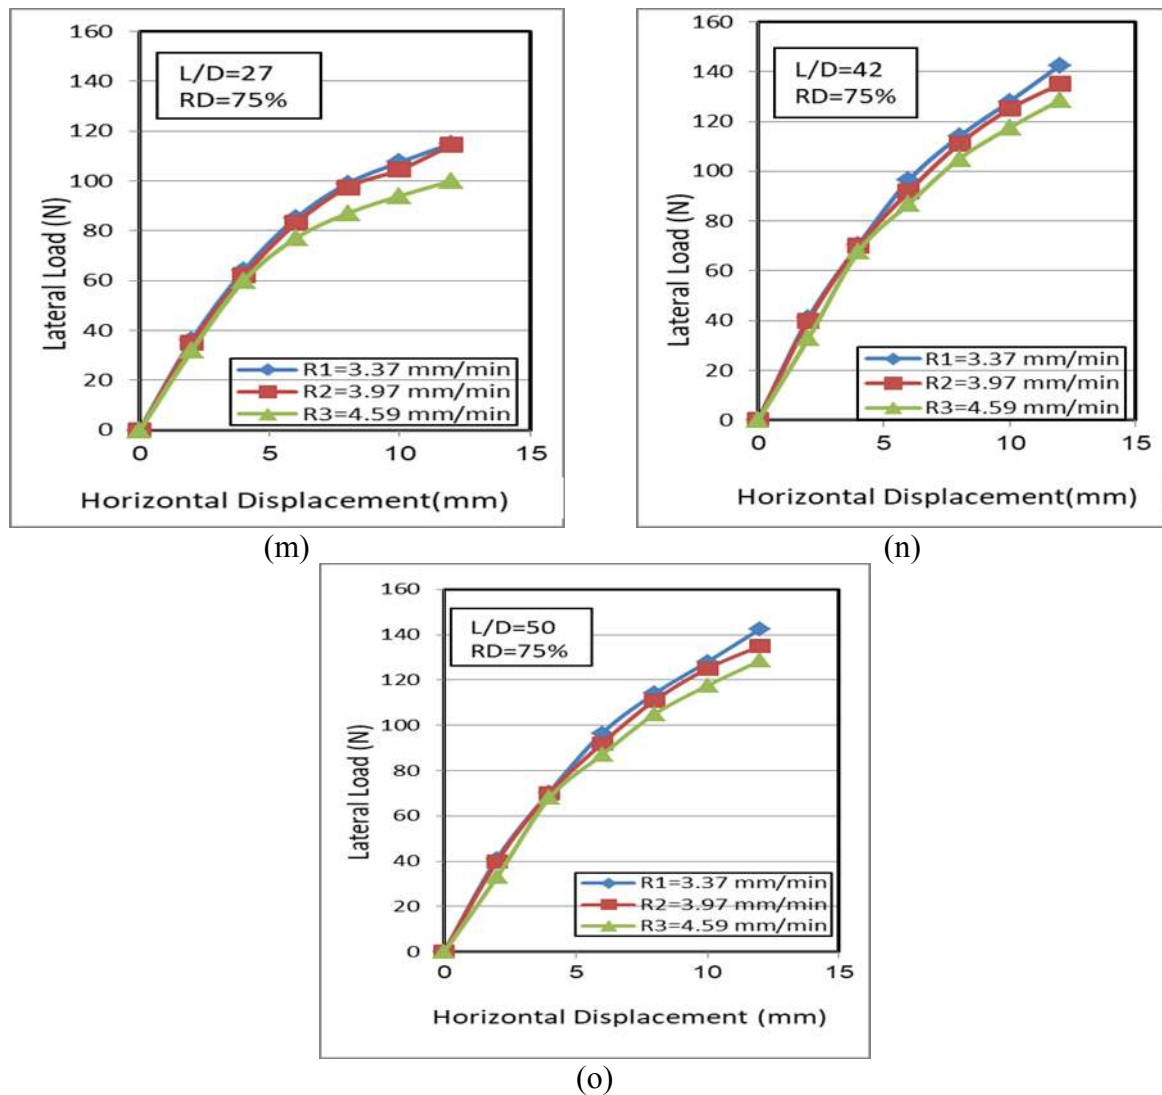 160
140
120
100
80
60
40
20
0
Lateral Load (N)
L/D=27
RD=75%
R1=3.37 mm/min
R2=3.97 mm/min
R3=4.59 mm/min
0 5 10 15
Horizontal Displacement(mm)
(m)
160
140
120
100
80
60
40
20
0
Lateral Load (N)
L/D=42
RD=75%
R1=3.37 mm/min
R2=3.97 mm/min
R3=4.59 mm/min
0 5 10 15
Horizontal Displacement(mm)
(n)
160
140
120
100
80
60
40
20
0
Lateral Load (N)
L/D=50
RD=75%
R1=3.37 mm/min
R2=3.97 mm/min
R3=4.59 mm/min
0 5 10 15
Horizontal Displacement (mm)
(o)